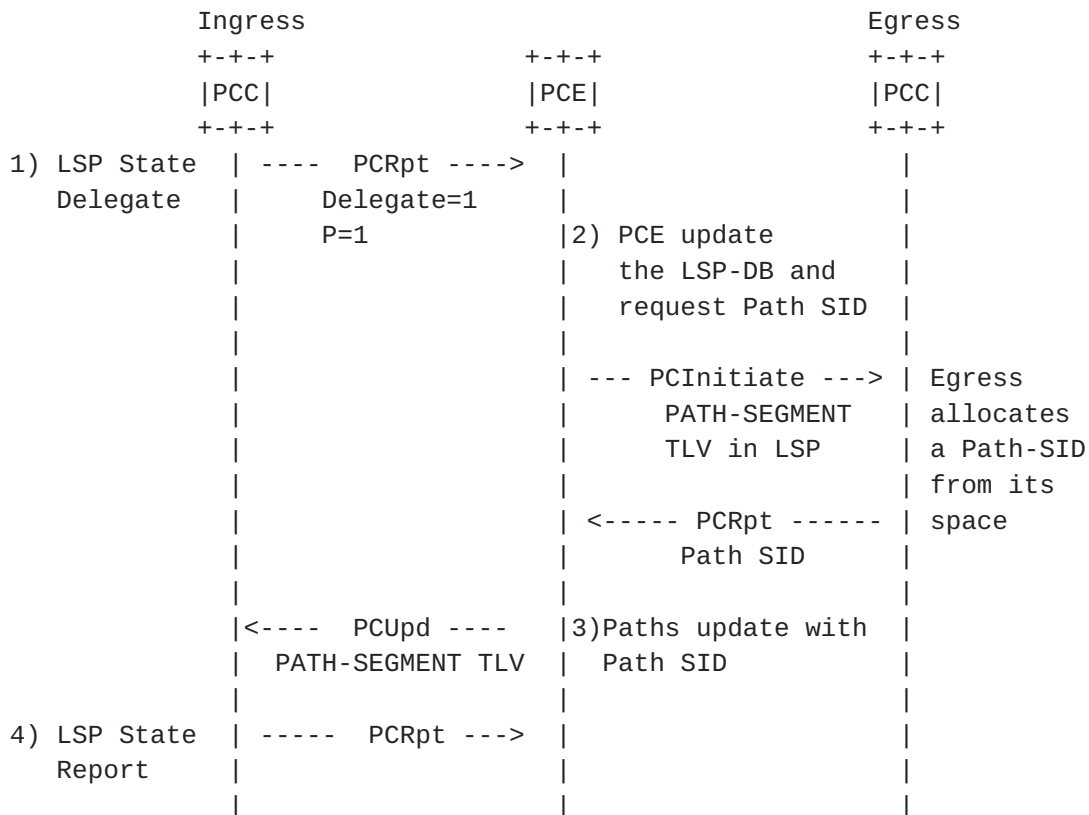 Ingress                                  Egress
                +-+-+                +-+-+                +-+-+
                |PCC|                |PCE|                |PCC|
                +-+-+                +-+-+                +-+-+
1) LSP State  | ----  PCRpt ---->  |                    |
   Delegate   |     Delegate=1     |                    |
              |     P=1            |2) PCE update       |
              |                    |   the LSP-DB and   |
              |                    |   request Path SID |
              |                    |                    |
              |                    | --- PCInitiate ---> | Egress
              |                    |     PATH-SEGMENT   | allocates
              |                    |     TLV in LSP     | a Path-SID
              |                    |                    | from its
              |                    | <----- PCRpt ------ | space
              |                    |      Path SID      |
              |                    |                    |
              |<----  PCUpd ----   |3)Paths update with |
              |  PATH-SEGMENT TLV  |  Path SID          |
              |                    |                    |
4) LSP State  | -----  PCRpt --->  |                    |
   Report     |                    |                    |
              |                    |                    |